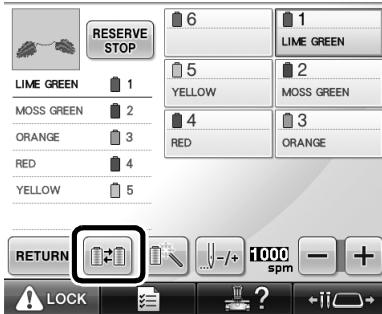 RESERVE
STOP
6
1
LIME GREEN
5
YELLOW
2
MOSS GREEN
4
RED
3
ORANGE
LIME GREEN 1
MOSS GREEN 2
ORANGE 3
RED 4
YELLOW 5
RETURN
-/+
1000
spm
− +
LOCK
?